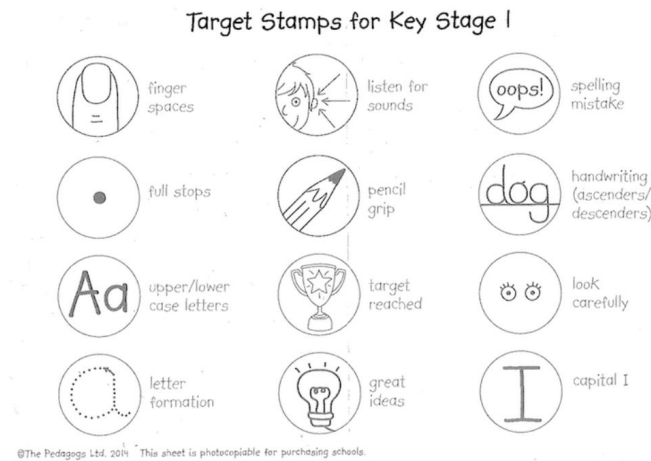 Target Stamps for Key Stage 1
finger
spaces
listen for
sounds
oops!
spelling
mistake
full stops
pencil
grip
dog
handwriting
(ascenders/
descenders)
Aa
upper/lower
case letters
target
reached
look
carefully
a
letter
formation
great
ideas
I
capital I
©The Pedagogs Ltd. 2014 This sheet is photocopiable for purchasing schools.